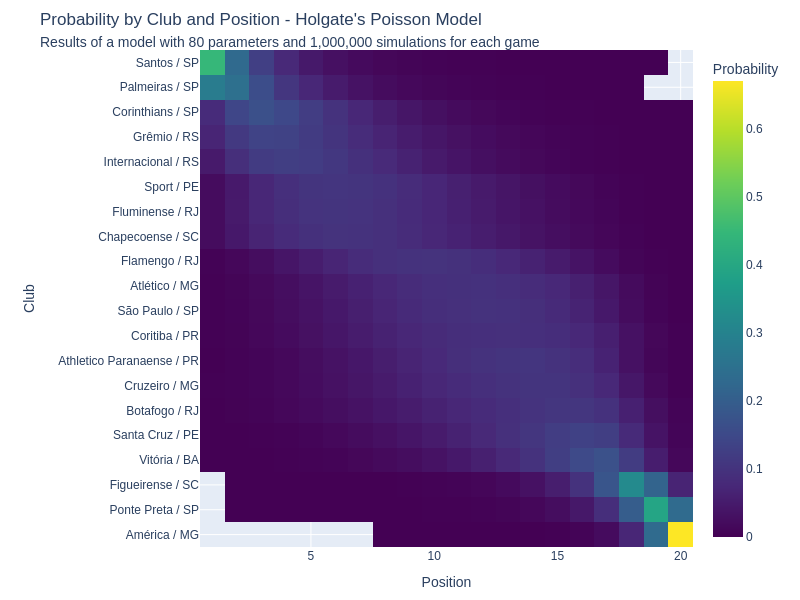 Probability by Club and Position - Holgate's Poisson Model
Results of a model with 80 parameters and 1,000,000 simulations for each game
Probability
Santos / SP
Palmeiras / SP
Corinthians / SP
Grêmio / RS
Internacional / RS
Sport / PE
Fluminense / RJ
Chapecoense / SC
Flamengo / RJ
Atlético / MG
São Paulo / SP
Coritiba / PR
Athletico Paranaense / PR
Cruzeiro / MG
Botafogo / RJ
Santa Cruz / PE
Vitória / BA
Figueirense / SC
Ponte Preta / SP
América / MG
Club
0.6
0.5
0.4
0.3
0.2
0.1
0
5
10
15
20
Position